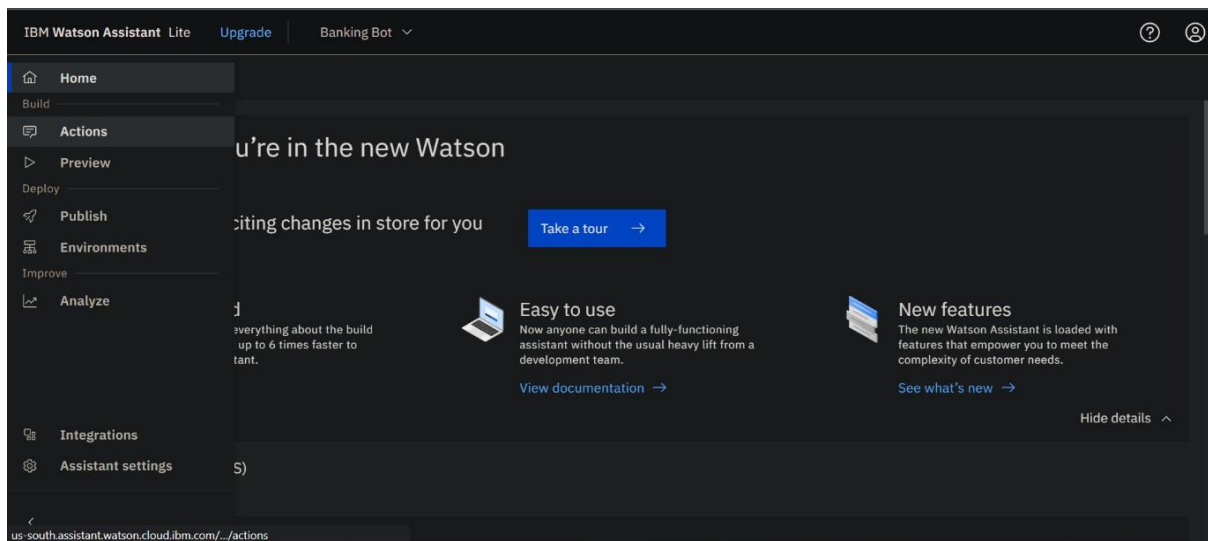 IBM Watson Assistant Lite Upgrade Banking Bot
Home
Build
Actions
Preview
Deploy
Publish
Environments
Improve
Analyze
Integrations
Assistant settings
u're in the new Watson
citing changes in store for you
Take a tour
d
everything about the build
up to 6 times faster to
tant.
Easy to use
Now anyone can build a fully-functioning
assistant without the usual heavy lift from a
development team.
View documentation
New features
The new Watson Assistant is loaded with
features that empower you to meet the
complexity of customer needs.
See what's new
Hide details
S)
us-south.assistant.watson.cloud.ibm.com/.../actions